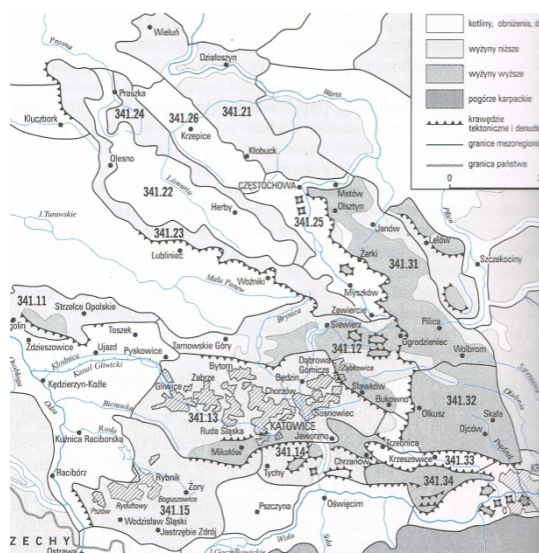 kotliny, obniżenia, d
wyżyny niższe
wyżyny wyższe
pogórze karpackie
krawędzie
tektoniczne i denuda
granice mezoregion
granica państwa
0
Prosna
Wieluń
Działoszyn
Warta
Praszka
341.24
341.26
341.21
Kluczbork
Krzepice
Kłobuck
Olesno
CZĘSTOCHOWA
Mstów
Olsztyn
Pilica
341.22
Liswarta
Herby
341.25
Janów
Lelów
J.Turawskie
341.23
Lubliniec
Żarki
341.31
Szczekociny
Woźniki
Mała Panew
Myszków
341.11
Strzelce Opolskie
Zawiercie
Brynica
Siewierz
Pilica
golin
Toszek
341.12
Ogrodzieniec
Zdzieszowice
Ujazd
Pyskowice
Tarnowskie Góry
Wolbrom
Kłodnica
Kanał Gliwicki
Bytom
Dąbrowa
Górnicza
Ząbkowice
Kędzierzyn-Koźle
Gliwice
Zabrze
Będzin
Chorzów
Sławków
341.32
Dłubnia
Odra
Bierawka
341.13
Sosnowiec
Bukowno
Olkusz
Skała
Ruda
Ruda Śląska
KATOWICE
Ojców
Kuźnia Raciborska
Jaworzno
Trzebinia
Mikołów
341.14
Krzeszowice
341.33
Chrzanów
Racibórz
Rybnik
Tychy
341.34
Żory
Boguszowice
Pszów
Rydułtowy
341.15
Pszczyna
Oświęcim
Wodzisław Śląski
Jastrzębie Zdrój
ZECHY
Ostrawa
Wisła
Soła